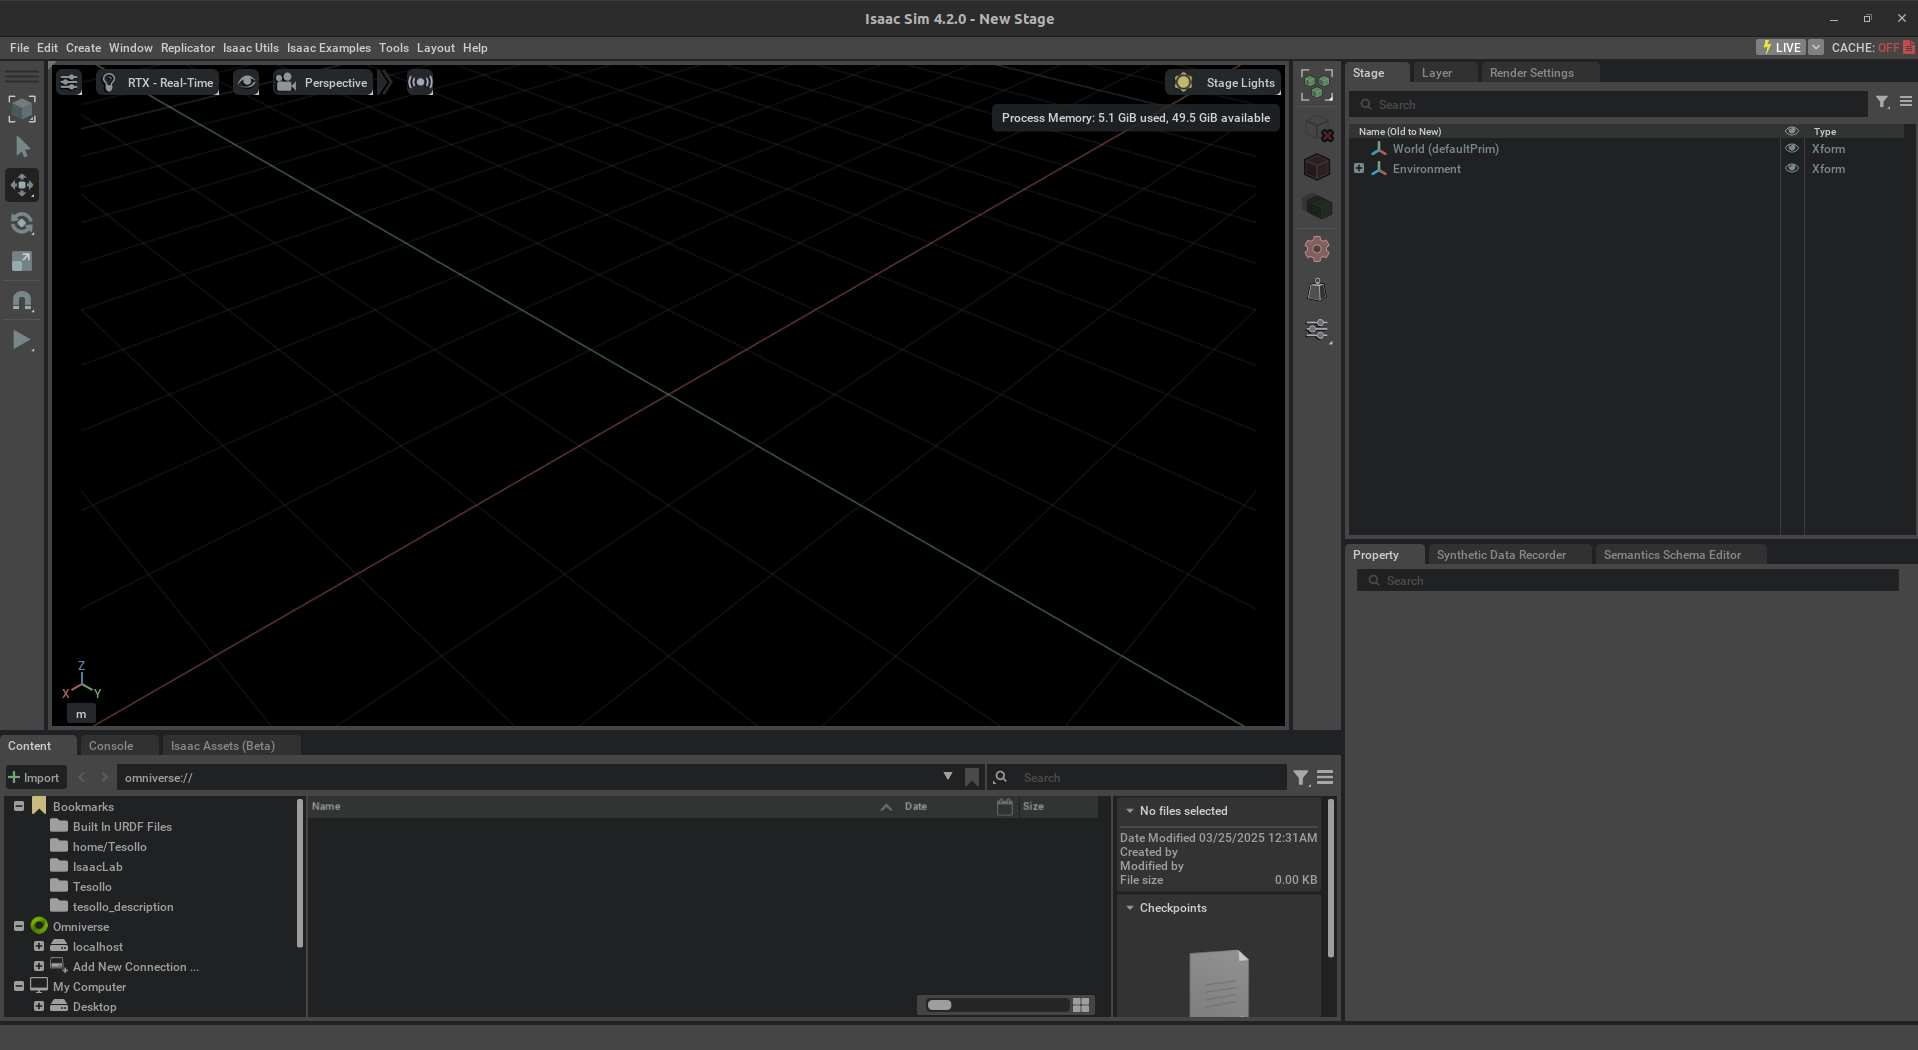 Isaac Sim 4.2.0 - New Stage
File Edit Create Window Replicator Isaac Utils Isaac Examples Tools Layout Help
LIVE CACHE: OFF
RTX - Real-Time Perspective Stage Lights
Process Memory: 5.1 GiB used, 49.5 GiB available
Z
X Y
m
Stage Layer Render Settings
Search
Name (Old to New) Type
World (defaultPrim) Xform
Environment Xform
Property Synthetic Data Recorder Semantics Schema Editor
Search
Content Console Isaac Assets (Beta)
Import omniverse:// Search
Bookmarks
Built In URDF Files
home/Tesollo
IsaacLab
Tesollo
tesollo_description
Omniverse
localhost
Add New Connection ...
My Computer
Desktop
Name Date Size
No files selected
Date Modified 03/25/2025 12:31AM
Created by
Modified by
File size 0.00 KB
Checkpoints